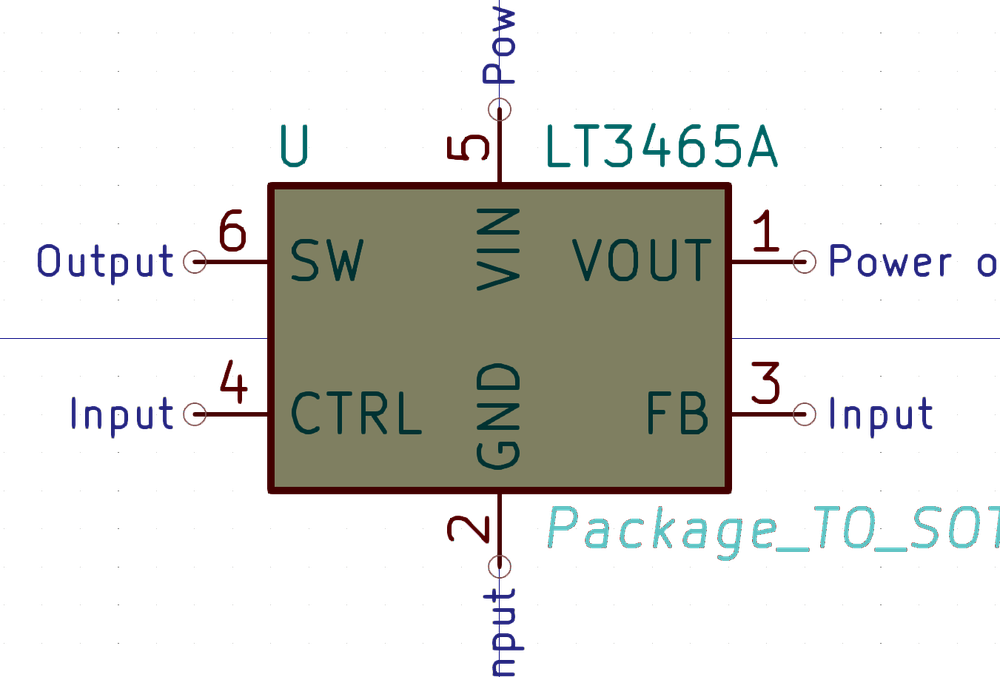 Pow
U
5
LT3465A
6
1
Output
SW
VIN
VOUT
Power o
4
3
Input
CTRL
GND
FB
Input
2
Package_TO_SOT
nput